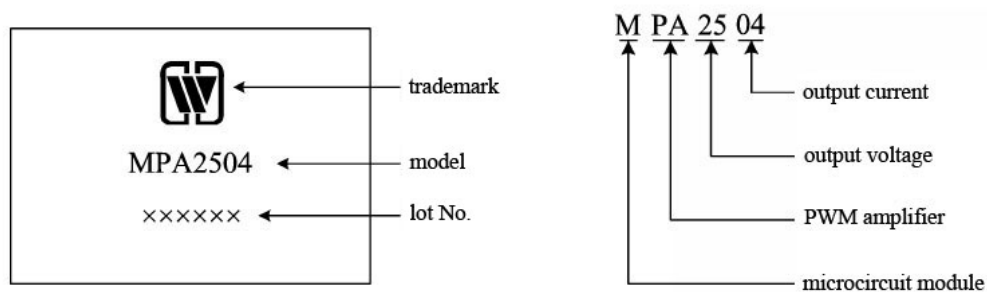 trademark
MPA2504
model
××××××
lot No.
M PA 25 04
output current
output voltage
PWM amplifier
microcircuit module